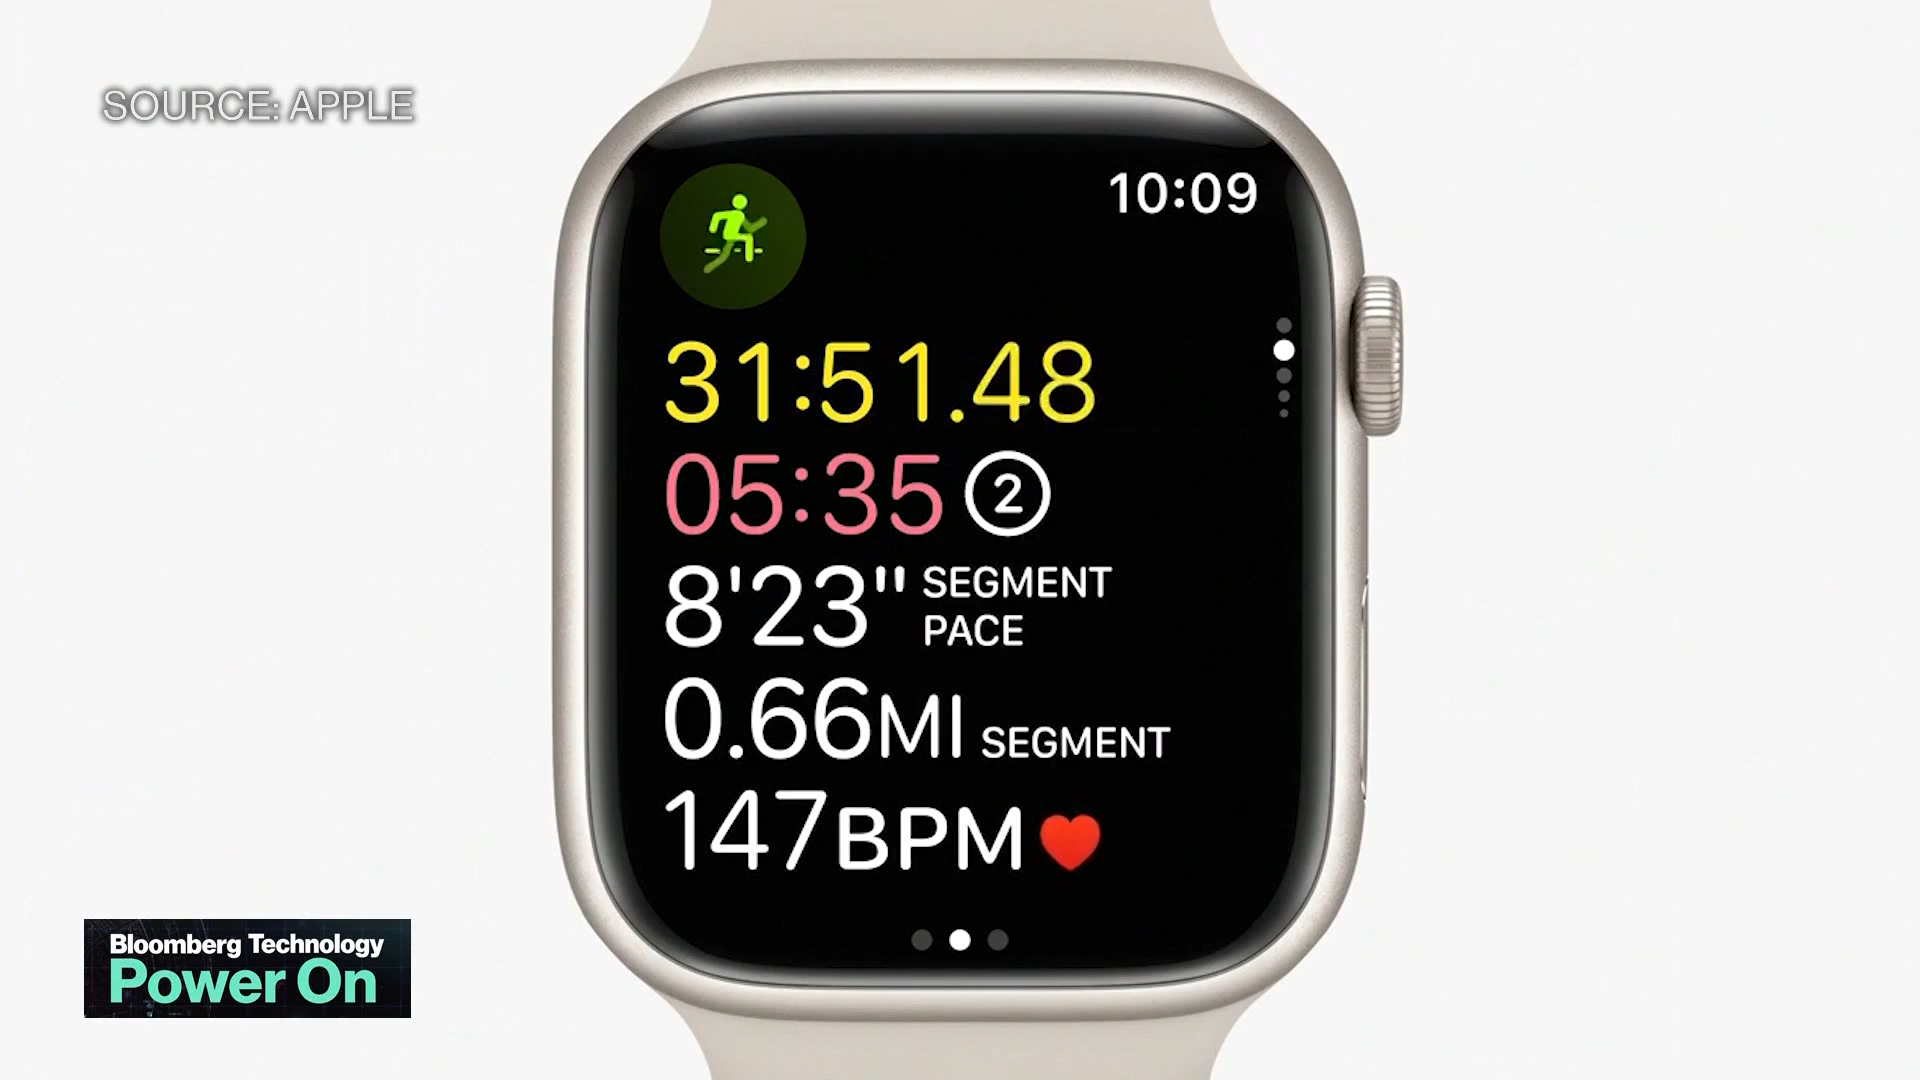 SOURCE: APPLE
10:09
31:51.48
05:35 2
8'23" SEGMENT
PACE
0.66MI SEGMENT
147BPM
Bloomberg Technology
Power On